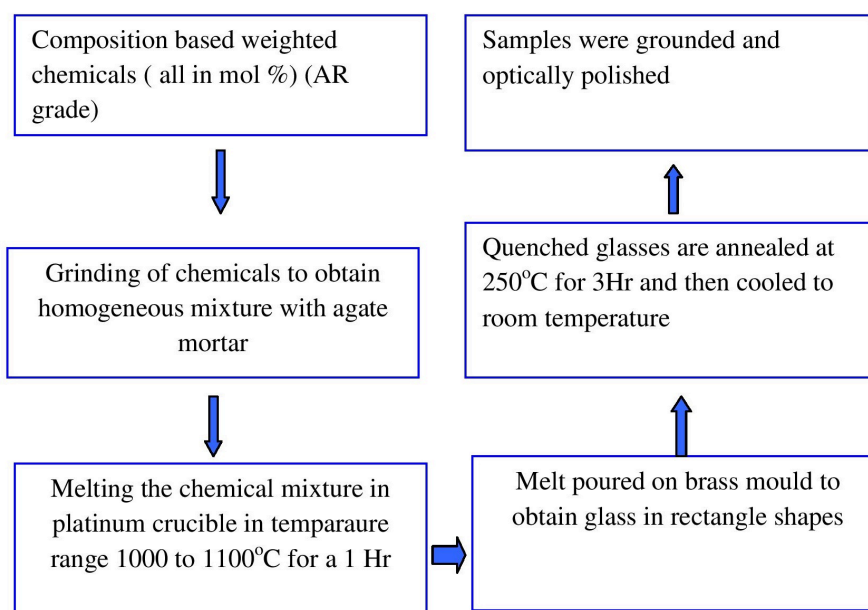 Composition based weighted
chemicals ( all in mol %) (AR
grade)
Grinding of chemicals to obtain
homogeneous mixture with agate
mortar
Melting the chemical mixture in
platinum crucible in temparaure
range 1000 to 1100°C for a 1 Hr
Melt poured on brass mould to
obtain glass in rectangle shapes
Quenched glasses are annealed at
250°C for 3Hr and then cooled to
room temperature
Samples were grounded and
optically polished